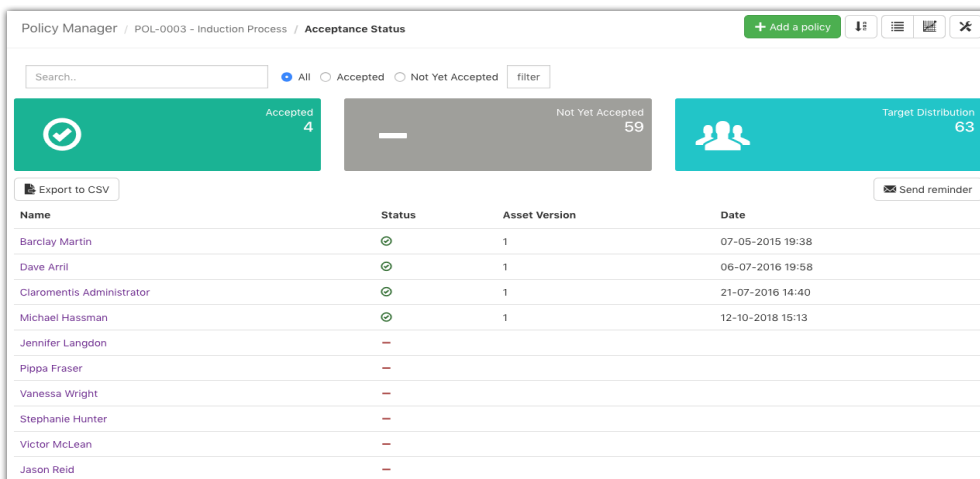 Policy Manager / POL-0003 - Induction Process / Acceptance Status
+ Add a policy
Search..
All Accepted Not Yet Accepted filter
Accepted
4
Not Yet Accepted
59
Target Distribution
63
Export to CSV
Send reminder
Name Status Asset Version Date
Barclay Martin 1 07-05-2015 19:38
Dave Arril 1 06-07-2016 19:58
Claromentis Administrator 1 21-07-2016 14:40
Michael Hassman 1 12-10-2018 15:13
Jennifer Langdon
Pippa Fraser
Vanessa Wright
Stephanie Hunter
Victor McLean
Jason Reid